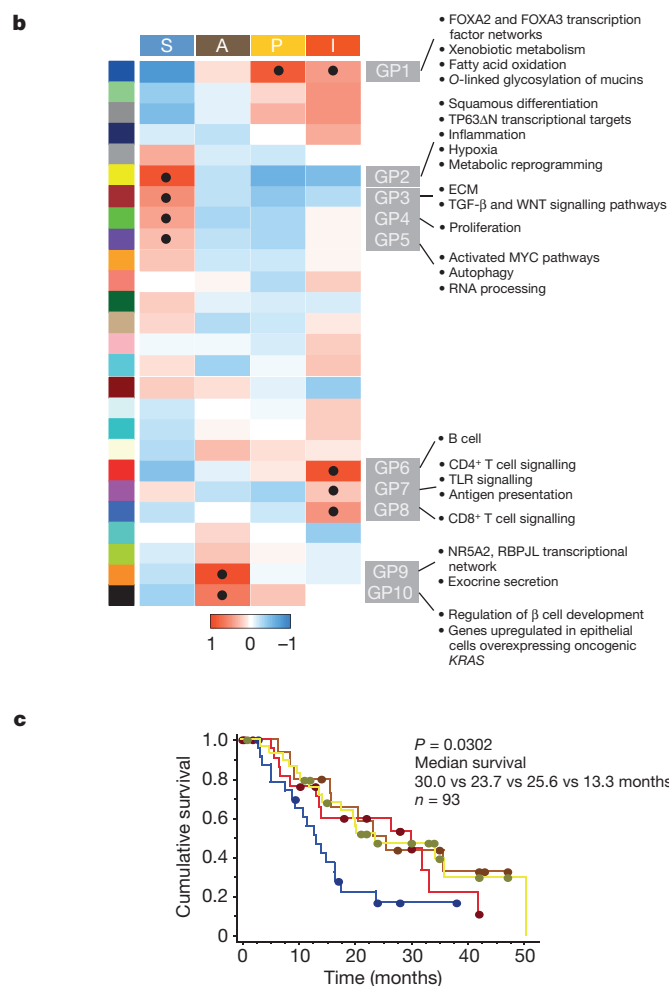 b
S A P I
GP1
• FOXA2 and FOXA3 transcription
factor networks
• Xenobiotic metabolism
• Fatty acid oxidation
• O-linked glycosylation of mucins
GP2
• Squamous differentiation
• TP63ΔN transcriptional targets
• Inflammation
• Hypoxia
• Metabolic reprogramming
GP3
• ECM
• TGF-β and WNT signalling pathways
GP4
• Proliferation
GP5
• Activated MYC pathways
• Autophagy
• RNA processing
GP6
• B cell
GP7
• CD4+ T cell signalling
• TLR signalling
• Antigen presentation
GP8
• CD8+ T cell signalling
GP9
• NR5A2, RBPJL transcriptional
network
• Exocrine secretion
GP10
• Regulation of β cell development
• Genes upregulated in epithelial
cells overexpressing oncogenic
KRAS
1 0 –1
c
P = 0.0302
Median survival
30.0 vs 23.7 vs 25.6 vs 13.3 months
n = 93
Cumulative survival
1.0
0.8
0.6
0.4
0.2
0
0 10 20 30 40 50
Time (months)